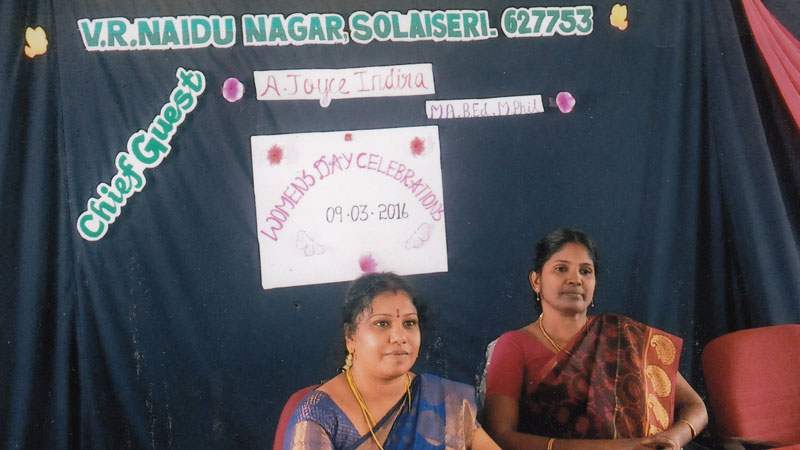 V.R.NAIDU NAGAR, SOLAISERI. 627753
Chief Guest
A. Joyce Indira
M.A.B.Ed.M.Phil
WOMEN'S DAY CELEBRATIONS
09.03.2016